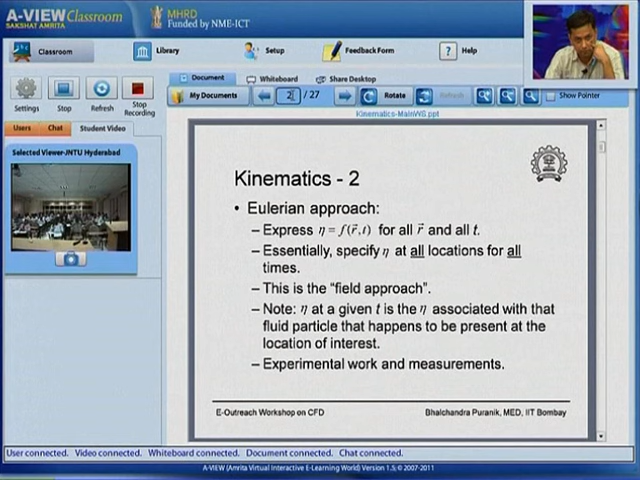 A-VIEW Classroom
SAKSHAT AMRITA
MHRD
Funded by NME-ICT
Classroom
Library
Setup
Feedback Form
? Help
Settings
Stop
Refresh
Stop
Recording
Document
Whiteboard
Share Desktop
My Documents
2 / 27
Rotate
Refresh
Show Pointer
Kinematics-MainWS.ppt
Users
Chat
Student Video
Selected Viewer-JNTU Hyderabad
Kinematics - 2
• Eulerian approach:
– Express η = f(r⃗,t) for all r⃗ and all t.
– Essentially, specify η at all locations for all
times.
– This is the “field approach”.
– Note: η at a given t is the η associated with that
fluid particle that happens to be present at the
location of interest.
– Experimental work and measurements.
E-Outreach Workshop on CFD
Bhalchandra Puranik, MED, IIT Bombay
User connected. Video connected. Whiteboard connected. Document connected. Chat connected.
A-VIEW (Amrita Virtual Interactive E-Learning World) Version 1.5; © 2007-2011